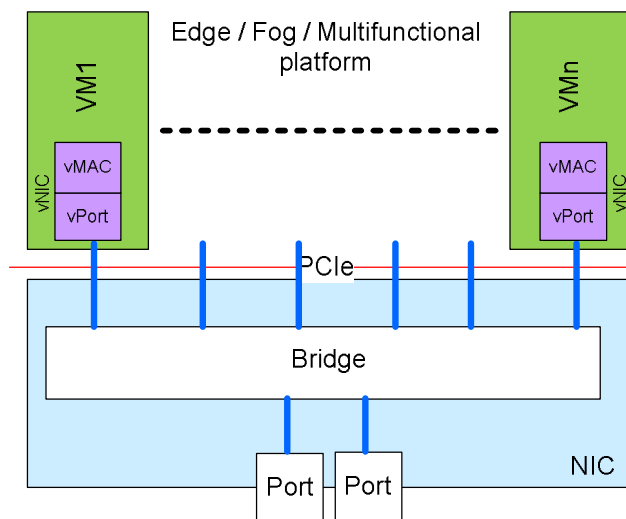 Edge / Fog / Multifunctional
platform
VM1
VMn
vMAC
vNIC
vPort
vMAC
vNIC
vPort
PCIe
Bridge
NIC
Port
Port